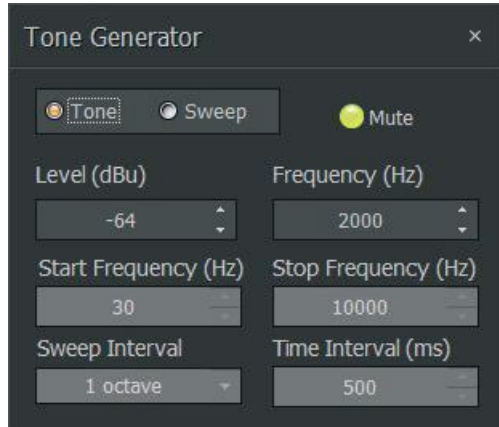 Tone Generator ×
Tone Sweep Mute
Level (dBu) Frequency (Hz)
-64 2000
Start Frequency (Hz) Stop Frequency (Hz)
30 10000
Sweep Interval Time Interval (ms)
1 octave 500